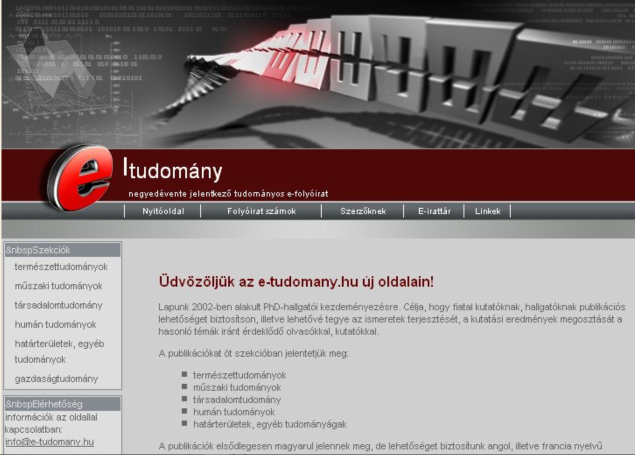 e ltudomány
negyedévente jelentkező tudományos e-folyóirat
Nyitóoldal Folyóirat számok Szerzőknek E-irattár Linkek
&nbspSzekciók
természettudományok
műszaki tudományok
társadalomtudomány
humán tudományok
határterületek, egyéb
tudományok
gazdaságtudomány
&nbspElérhetőség
információk az oldallal
kapcsolatban:
info@e-tudomany.hu
Üdvözöljük az e-tudomany.hu új oldalain!
Lapunk 2002-ben alakult PhD-hallgatói kezdeményezésre. Célja, hogy fiatal kutatóknak, hallgatóknak publikációs
lehetőséget biztosítson, illetve lehetővé tegye az ismeretek terjesztését, a kutatási eredmények megosztását a
hasonló témák iránt érdeklődő olvasókkal, kutatókkal.
A publikációkat öt szekcióban jelentetjük meg:
természettudományok
műszaki tudományok
társadalomtudomány
humán tudományok
határterületek, egyéb tudományágak
A publikációk elsődlegesen magyarul jelennek meg, de lehetőséget biztosítunk angol, illetve francia nyelvű